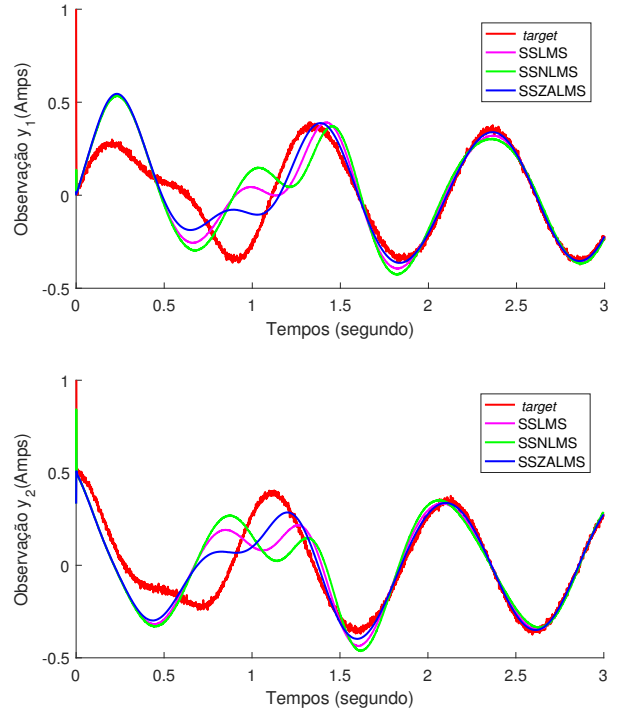 1
0.5
0
-0.5
0
0.5
1
1.5
2
2.5
3
Observação y1(Amps)
Tempos (segundo)
target
SSLMS
SSNLMS
SSZALMS
1
0.5
0
-0.5
0
0.5
1
1.5
2
2.5
3
Observação y2(Amps)
Tempos (segundo)
target
SSLMS
SSNLMS
SSZALMS